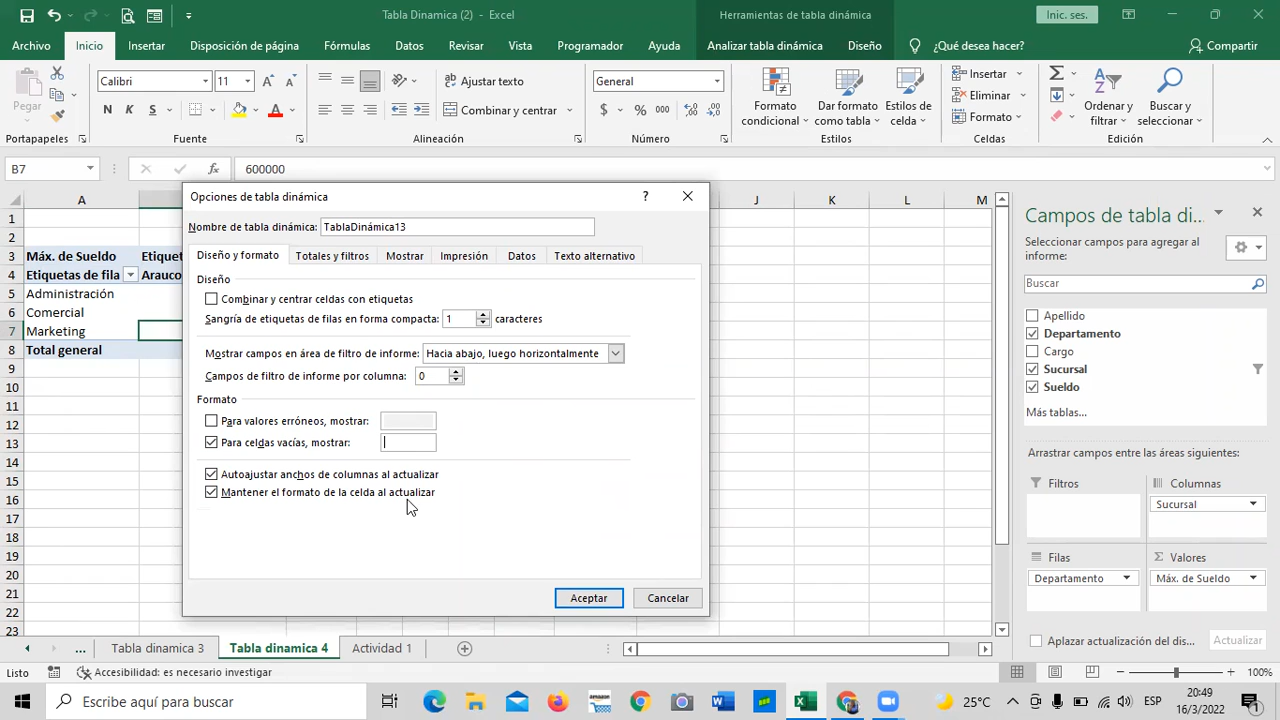 Tabla Dinamica (2) - Excel
Herramientas de tabla dinámica
Inic. ses.
Archivo Inicio Insertar Disposición de página Fórmulas Datos Revisar Vista Programador Ayuda Analizar tabla dinámica Diseño ¿Qué desea hacer? Compartir
Pegar
Calibri 11
Ajustar texto
General
Insertar
N K S
Combinar y centrar
$ % 000
Formato condicional
Dar formato como tabla
Estilos de celda
Eliminar
Formato
Ordenar y filtrar
Buscar y seleccionar
Portapapeles Fuente Alineación Número Estilos Celdas Edición
B7 fx 600000
A J K L M
1
2
3 Máx. de Sueldo Etiquet
4 Etiquetas de fila Arauco
5 Administración
6 Comercial
7 Marketing
8 Total general
9
10
11
12
13
14
15
16
17
18
19
20
21
22
23
Opciones de tabla dinámica
?
Nombre de tabla dinámica: TablaDinámica13
Diseño y formato Totales y filtros Mostrar Impresión Datos Texto alternativo
Diseño
Combinar y centrar celdas con etiquetas
Sangría de etiquetas de filas en forma compacta: 1 caracteres
Mostrar campos en área de filtro de informe: Hacia abajo, luego horizontalmente
Campos de filtro de informe por columna: 0
Formato
Para valores erróneos, mostrar:
Para celdas vacías, mostrar:
Autoajustar anchos de columnas al actualizar
Mantener el formato de la celda al actualizar
Aceptar Cancelar
Campos de tabla di...
Seleccionar campos para agregar al informe:
Buscar
Apellido
Departamento
Cargo
Sucursal
Sueldo
Más tablas...
Arrastrar campos entre las áreas siguientes:
Filtros Columnas
Sucursal
Filas Σ Valores
Departamento Máx. de Sueldo
Aplazar actualización del dis... Actualizar
... Tabla dinamica 3 Tabla dinamica 4 Actividad 1
Listo Accesibilidad: es necesario investigar 100%
Escribe aquí para buscar
25°C ESP 20:49
16/3/2022